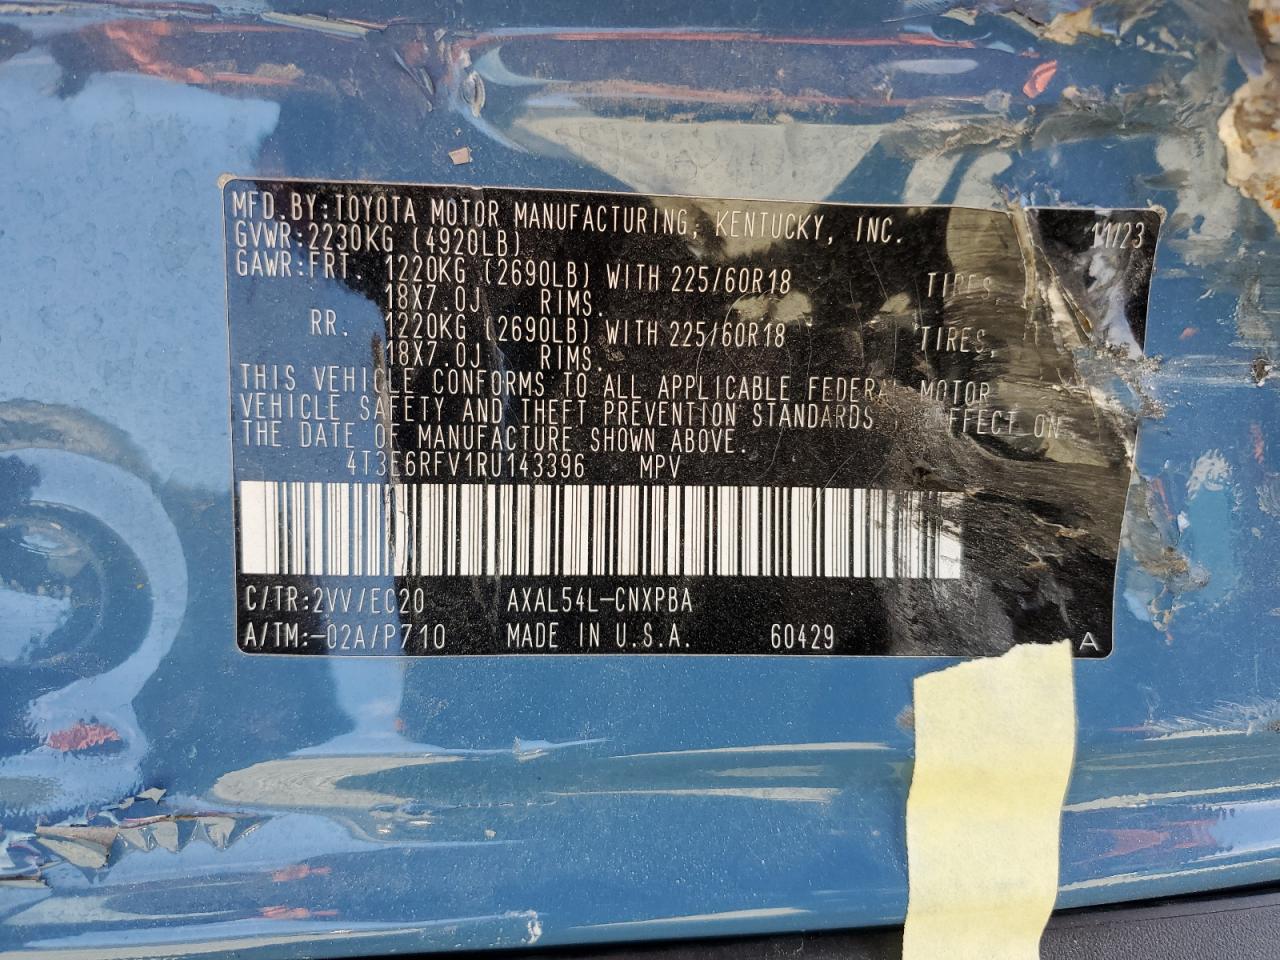 MFD.BY:TOYOTA MOTOR MANUFACTURING, KENTUCKY, INC. 11/23
GVWR:2230KG (4920LB)
GAWR:FRT. 1220KG (2690LB) WITH 225/60R18 TIRES,
18X7.0J RIMS.
RR. 1220KG (2690LB) WITH 225/60R18 TIRES,
18X7.0J RIMS.
THIS VEHICLE CONFORMS TO ALL APPLICABLE FEDERAL MOTOR
VEHICLE SAFETY AND THEFT PREVENTION STANDARDS EFFECT ON
THE DATE OF MANUFACTURE SHOWN ABOVE.
4T3E6RFV1RU143396 MPV
C/TR:2VV/EC20 AXAL54L-CNXPBA
A/TM:-02A/P710 MADE IN U.S.A. 60429 A